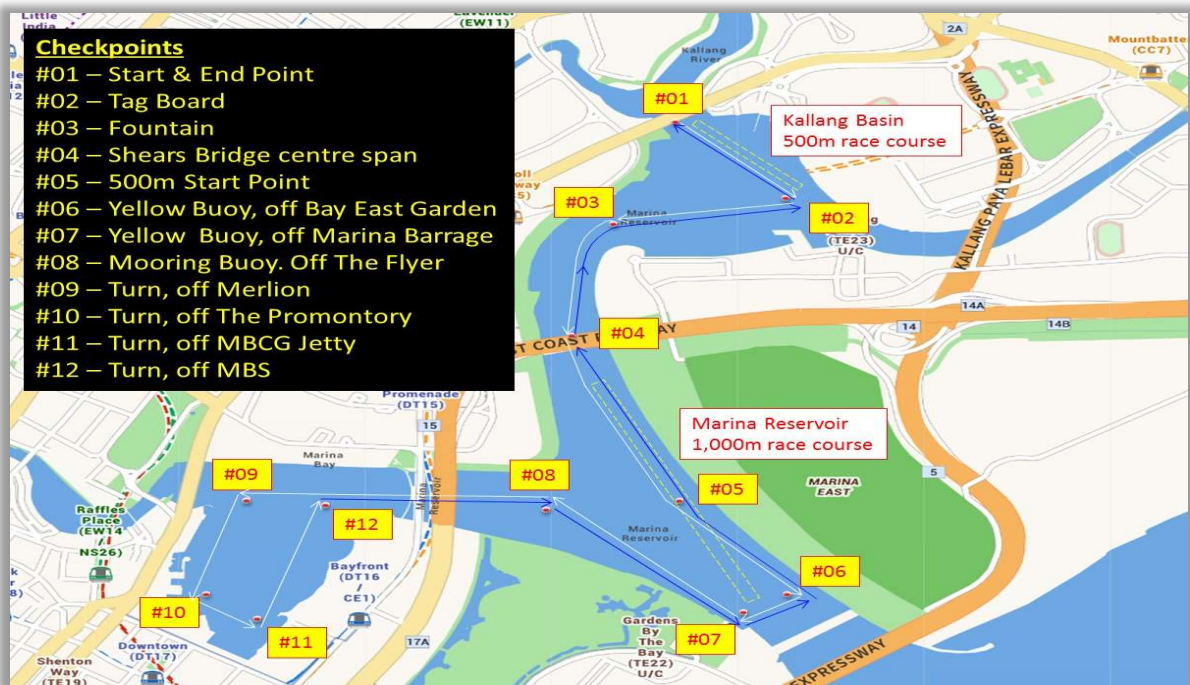 Checkpoints
#01 – Start & End Point
#02 – Tag Board
#03 – Fountain
#04 – Shears Bridge centre span
#05 – 500m Start Point
#06 – Yellow Buoy, off Bay East Garden
#07 – Yellow  Buoy, off Marina Barrage
#08 – Mooring Buoy. Off The Flyer
#09 – Turn, off Merlion
#10 – Turn, off The Promontory
#11 – Turn, off MBCG Jetty
#12 – Turn, off MBS
Little
India
(EW11)
Kallang
River
2A
Mountbatten
(CC7)
#01
Kallang Basin
500m race course
KALLANG PAYA LEBAR EXPRESSWAY
#03
Marina
Reservoir
#02
(TE23)
U/C
14A
14
14B
#04
Promenade
(DT15)
15
Marina Reservoir
1,000m race course
5
MARINA
EAST
Marina
Bay
#09
#08
#05
Marina
Reservoir
#12
Raffles
Place
(EW14
/
NS26)
Marina
Reservoir
Bayfront
(DT16
/
CE1)
#06
#10
#11
Gardens
By The
Bay
(TE22)
U/C
#07
17A
Downtown
(DT17)
Shenton
Way
(TE19)
EXPRESSWAY